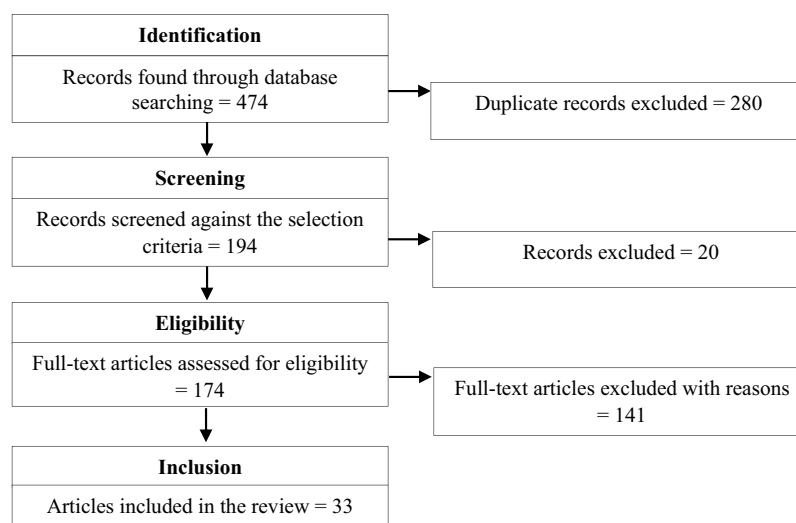 Identification
Records found through database
searching = 474
Duplicate records excluded = 280
Screening
Records screened against the selection
criteria = 194
Records excluded = 20
Eligibility
Full-text articles assessed for eligibility
= 174
Full-text articles excluded with reasons
= 141
Inclusion
Articles included in the review = 33